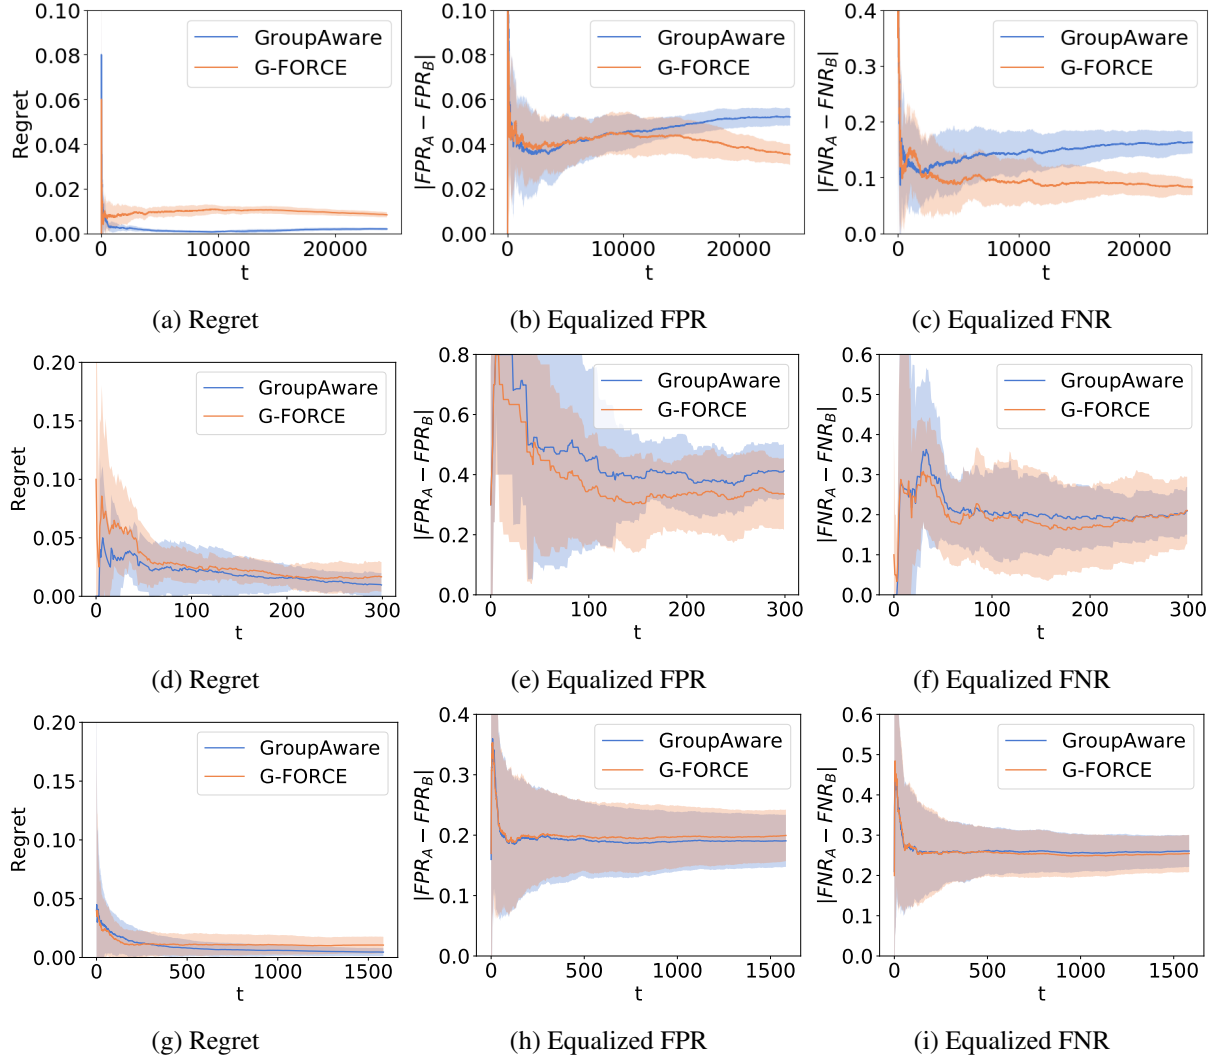 0.10
0.08
0.06
0.04
0.02
0.00
Regret
GroupAware
G-FORCE
0 10000 20000
t
(a) Regret
0.10
0.08
0.06
0.04
0.02
0.00
|FPR_A − FPR_B|
GroupAware
G-FORCE
0 10000 20000
t
(b) Equalized FPR
0.4
0.3
0.2
0.1
0.0
|FNR_A − FNR_B|
GroupAware
G-FORCE
0 10000 20000
t
(c) Equalized FNR
0.20
0.15
0.10
0.05
0.00
Regret
GroupAware
G-FORCE
0 100 200 300
t
(d) Regret
0.8
0.6
0.4
0.2
0.0
|FPR_A − FPR_B|
GroupAware
G-FORCE
0 100 200 300
t
(e) Equalized FPR
0.6
0.5
0.4
0.3
0.2
0.1
0.0
|FNR_A − FNR_B|
GroupAware
G-FORCE
0 100 200 300
t
(f) Equalized FNR
0.20
0.15
0.10
0.05
0.00
Regret
GroupAware
G-FORCE
0 500 1000 1500
t
(g) Regret
0.4
0.3
0.2
0.1
0.0
|FPR_A − FPR_B|
GroupAware
G-FORCE
0 500 1000 1500
t
(h) Equalized FPR
0.6
0.5
0.4
0.3
0.2
0.1
0.0
|FNR_A − FNR_B|
GroupAware
G-FORCE
0 500 1000 1500
t
(i) Equalized FNR